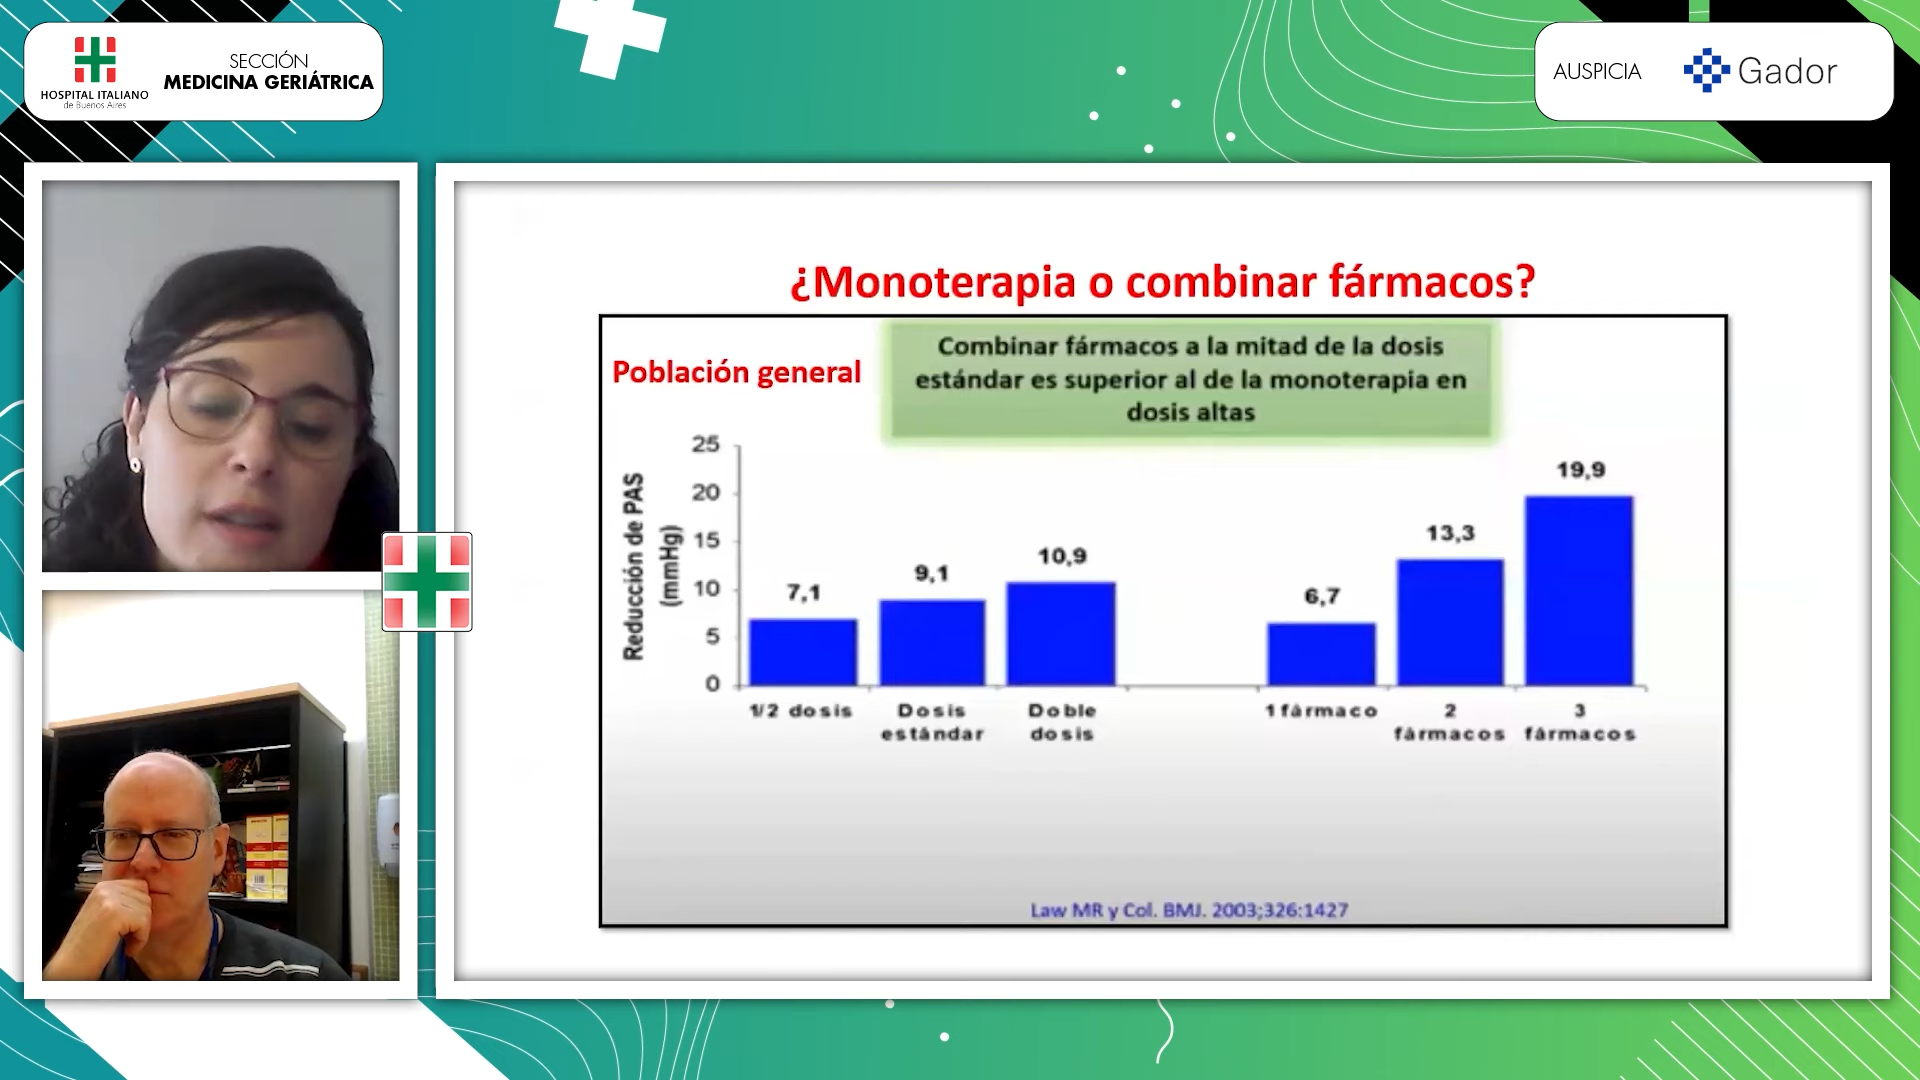 HOSPITAL ITALIANO
de Buenos Aires
SECCIÓN
MEDICINA GERIÁTRICA
AUSPICIA
Gador
¿Monoterapia o combinar fármacos?
Población general
Combinar fármacos a la mitad de la dosis
estándar es superior al de la monoterapia en
dosis altas
Reducción de PAS
(mmHg)
25
20
15
10
5
0
7,1
9,1
10,9
6,7
13,3
19,9
1/2 dosis
Dosis
estándar
Doble
dosis
1 fármaco
2
fármacos
3
fármacos
Law MR y Col. BMJ. 2003;326:1427